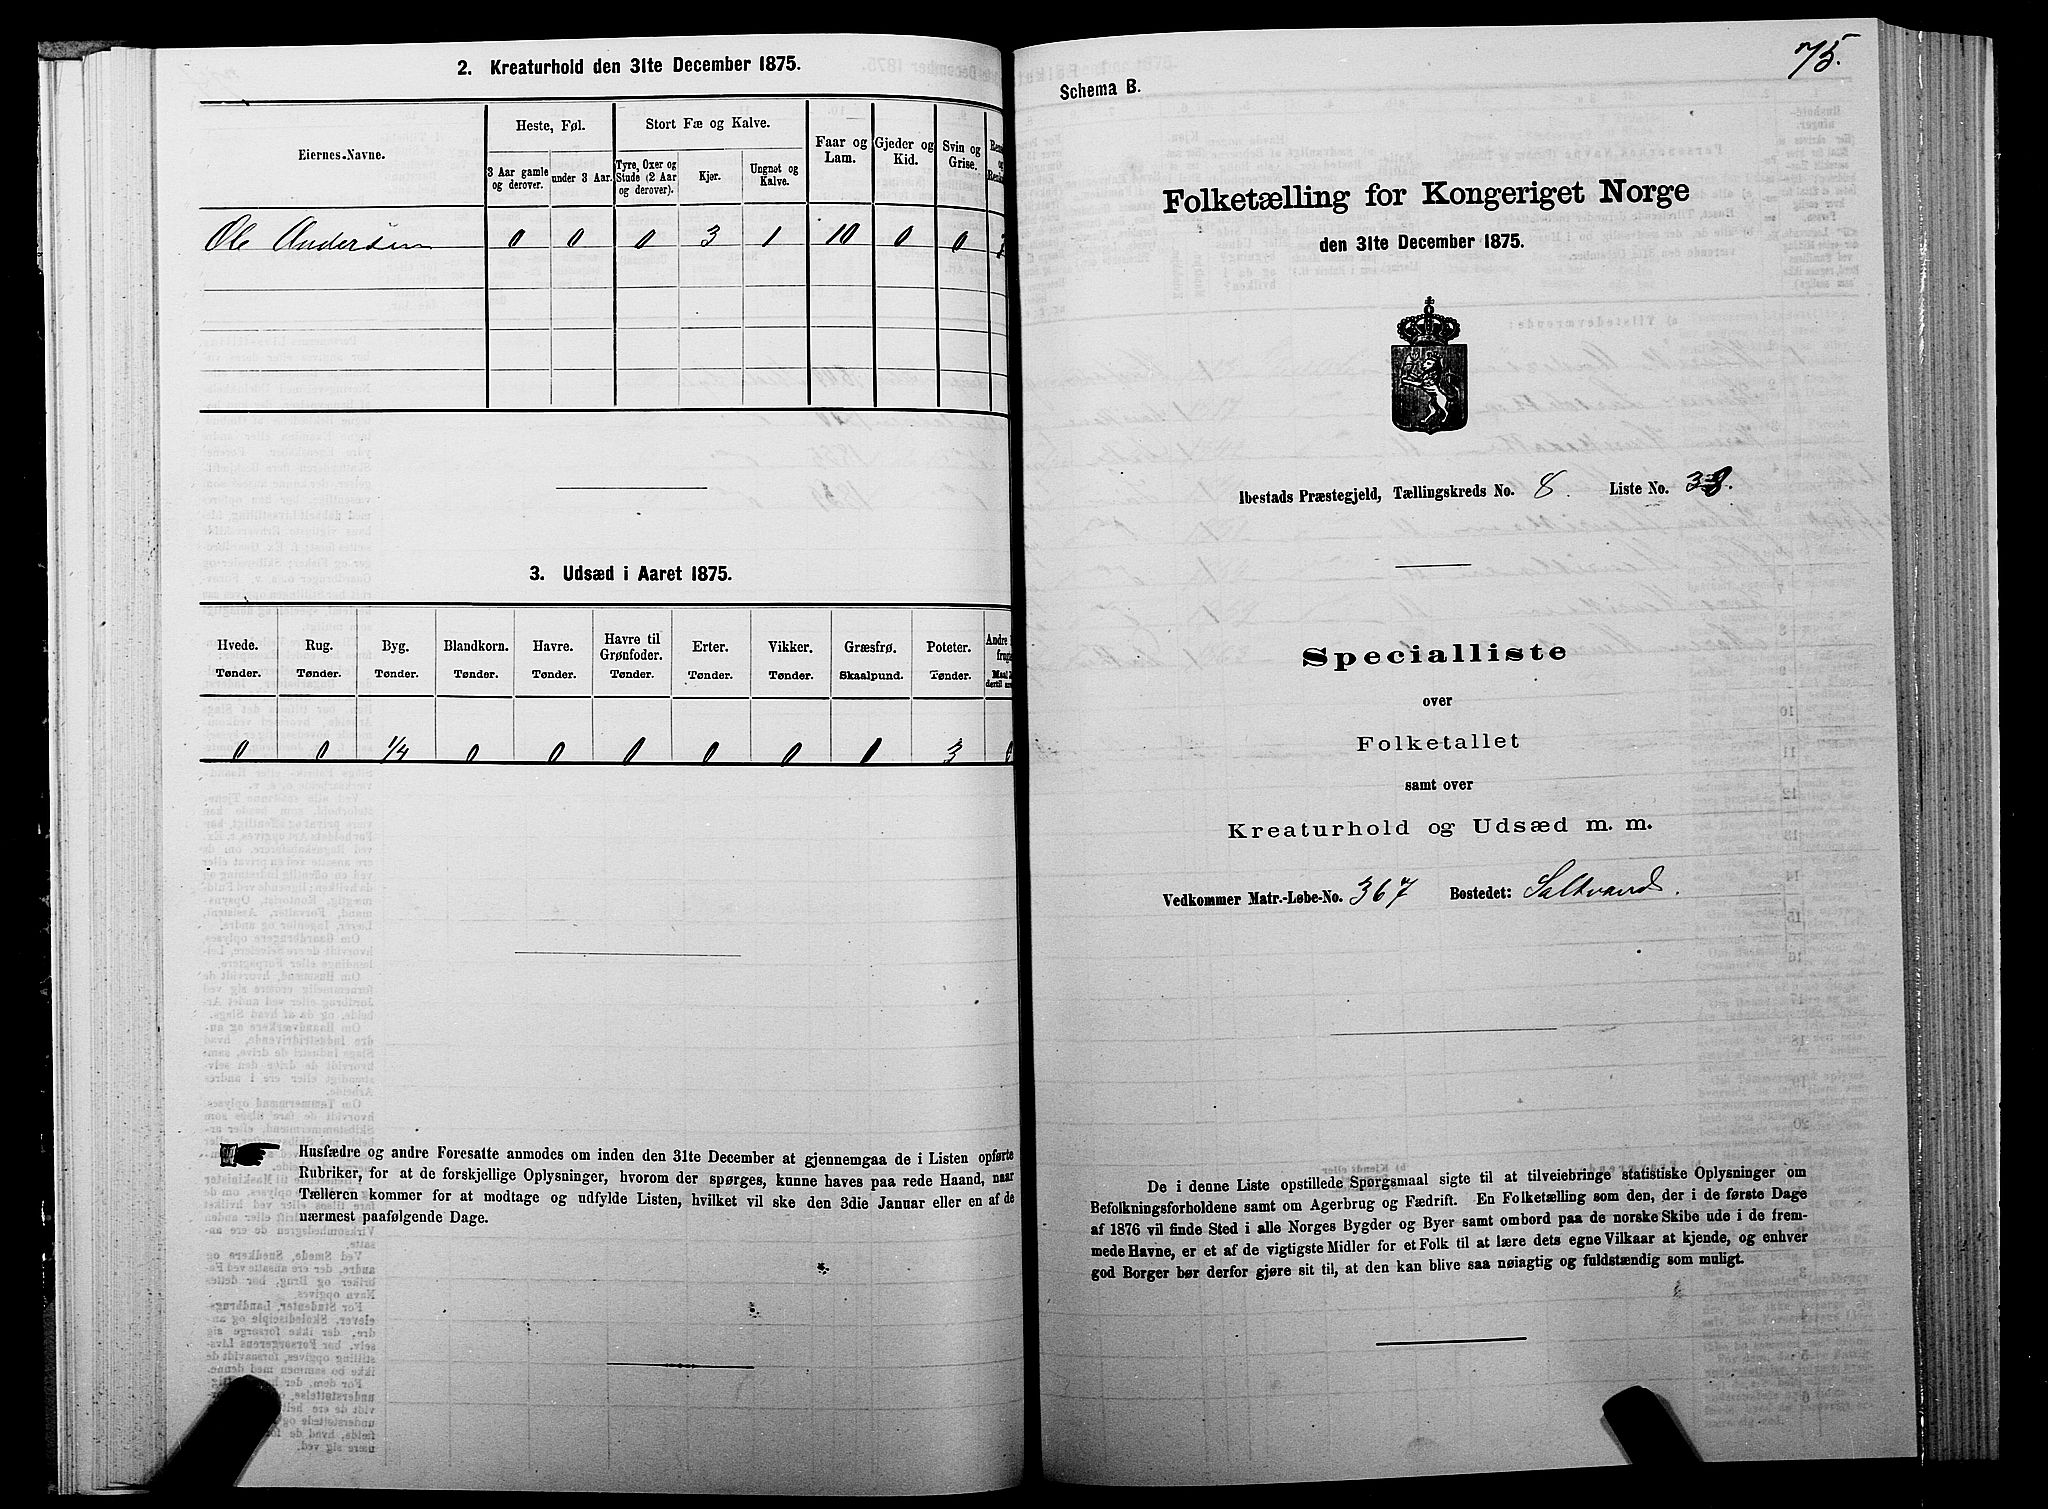 2. Kreaturhold den 31te December 1875.
Eiernes-Navne.
Heste, Føl.
Stort Fæ og Kalve.
Faar og Lam.
Gjeder og Kid.
Svin og Grise.
3 Aar gamle og derover.
under 3 Aar.
Tyre, Oxer og Stude (2 Aar og derover).
Kjør.
Ungnøt og Kalve.
Ole Andersen 0 0 0 3 1 10 0 0
3. Udsæd i Aaret 1875.
Hvede. Rug. Byg. Blandkorn. Havre. Havre til Grønfoder. Erter. Vikker. Græsfrø. Poteter. Andre
Tønder. Tønder. Tønder. Tønder. Tønder. Tønder. Tønder. Tønder. Skaalpund. Tønder.
0 0 1/4 0 0 0 0 0 0 3 0
Husfædre og andre Foresatte anmodes om inden den 31te December at gjennemgaa de i Listen opførte
Rubriker, for at de forskjellige Oplysninger, hvorom der spørges, kunne haves paa rede Haand, naar
Tælleren kommer for at modtage og udfylde Listen, hvilket vil ske den 3die Januar eller en af de
nærmest paafølgende Dage.
75.
Schema B.
Folketælling for Kongeriget Norge
den 31te December 1875.
Ibestads Præstegjeld, Tællingskreds No. 8. Liste No. 33.
Specialliste
over
Folketallet
samt over
Kreaturhold og Udsæd m. m.
Vedkommer Matr.-Løbe-No. 367 Bostedet: Saltvand.
De i denne Liste opstillede Spørgsmaal sigte til at tilveiebringe statistiske Oplysninger om
Befolkningsforholdene samt om Agerbrug og Fædrift. En Folketælling som den, der i de første Dage
af 1876 vil finde Sted i alle Norges Bygder og Byer samt ombord paa de norske Skibe ude i de frem-
mede Havne, er et af de vigtigste Midler for et Folk til at lære dets egne Vilkaar at kjende, og enhver
god Borger bør derfor gjøre sit til, at den kan blive saa nøiagtig og fuldstændig som muligt.